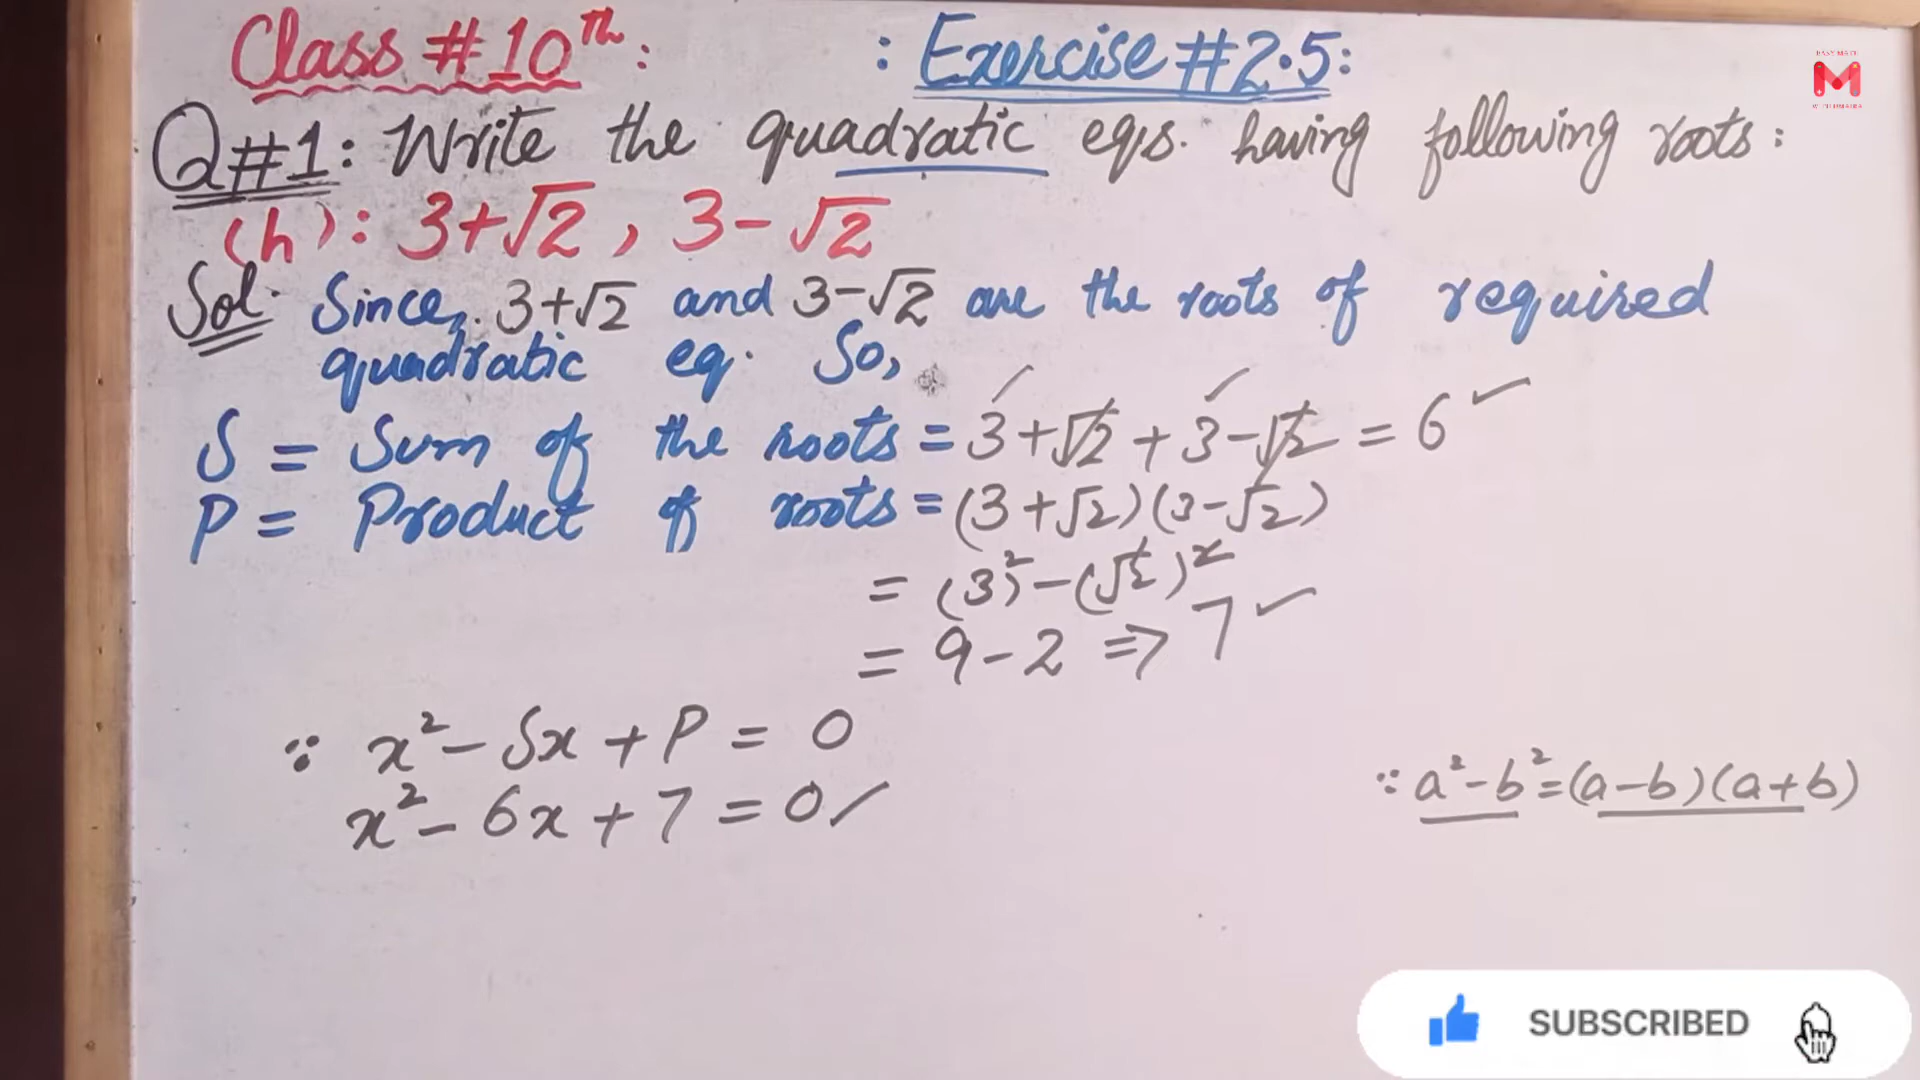 Class #10th: : Exercise #2.5:
Q#1: Write the quadratic eqs. having following roots:
(h): 3+√2, 3-√2
Sol. Since, 3+√2 and 3-√2 are the roots of required
quadratic eq. So,
S = Sum of the roots = 3+√2 + 3-√2 = 6 ✓
P = Product of roots = (3+√2)(3-√2)
= (3)² - (√2)²
= 9-2 ⇒ 7 ✓
∵ x² - Sx + P = 0
x² - 6x + 7 = 0
∵ a²-b²=(a-b)(a+b)
SUBSCRIBED